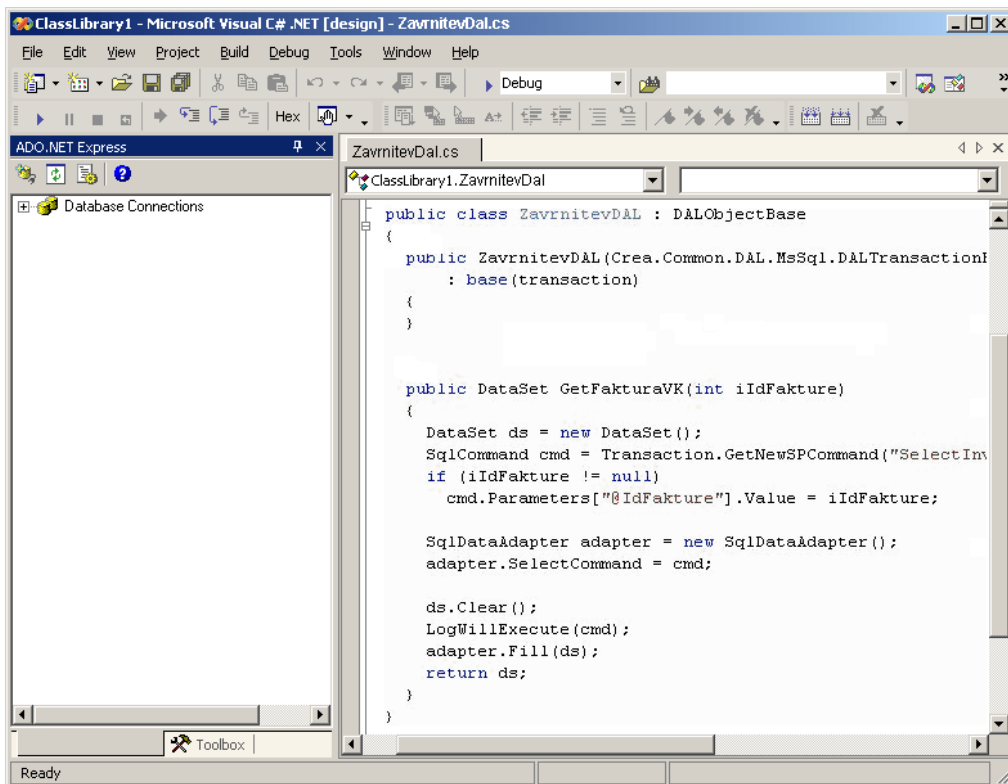 ClassLibrary1 - Microsoft Visual C# .NET [design] - ZavrnitevDal.cs
File Edit View Project Build Debug Tools Window Help
Debug
Hex
ADO.NET Express
Database Connections
Toolbox
ZavrnitevDal.cs
ClassLibrary1.ZavrnitevDal
public class ZavrnitevDAL : DALObjectBase
{
public ZavrnitevDAL(Crea.Common.DAL.MsSql.DALTransaction
: base(transaction)
{
}
public DataSet GetFakturaVK(int iIdFakture)
{
DataSet ds = new DataSet();
SqlCommand cmd = Transaction.GetNewSPCommand("SelectInv
if (iIdFakture != null)
cmd.Parameters["@IdFakture"].Value = iIdFakture;
SqlDataAdapter adapter = new SqlDataAdapter();
adapter.SelectCommand = cmd;
ds.Clear();
LogWillExecute(cmd);
adapter.Fill(ds);
return ds;
}
}
Ready